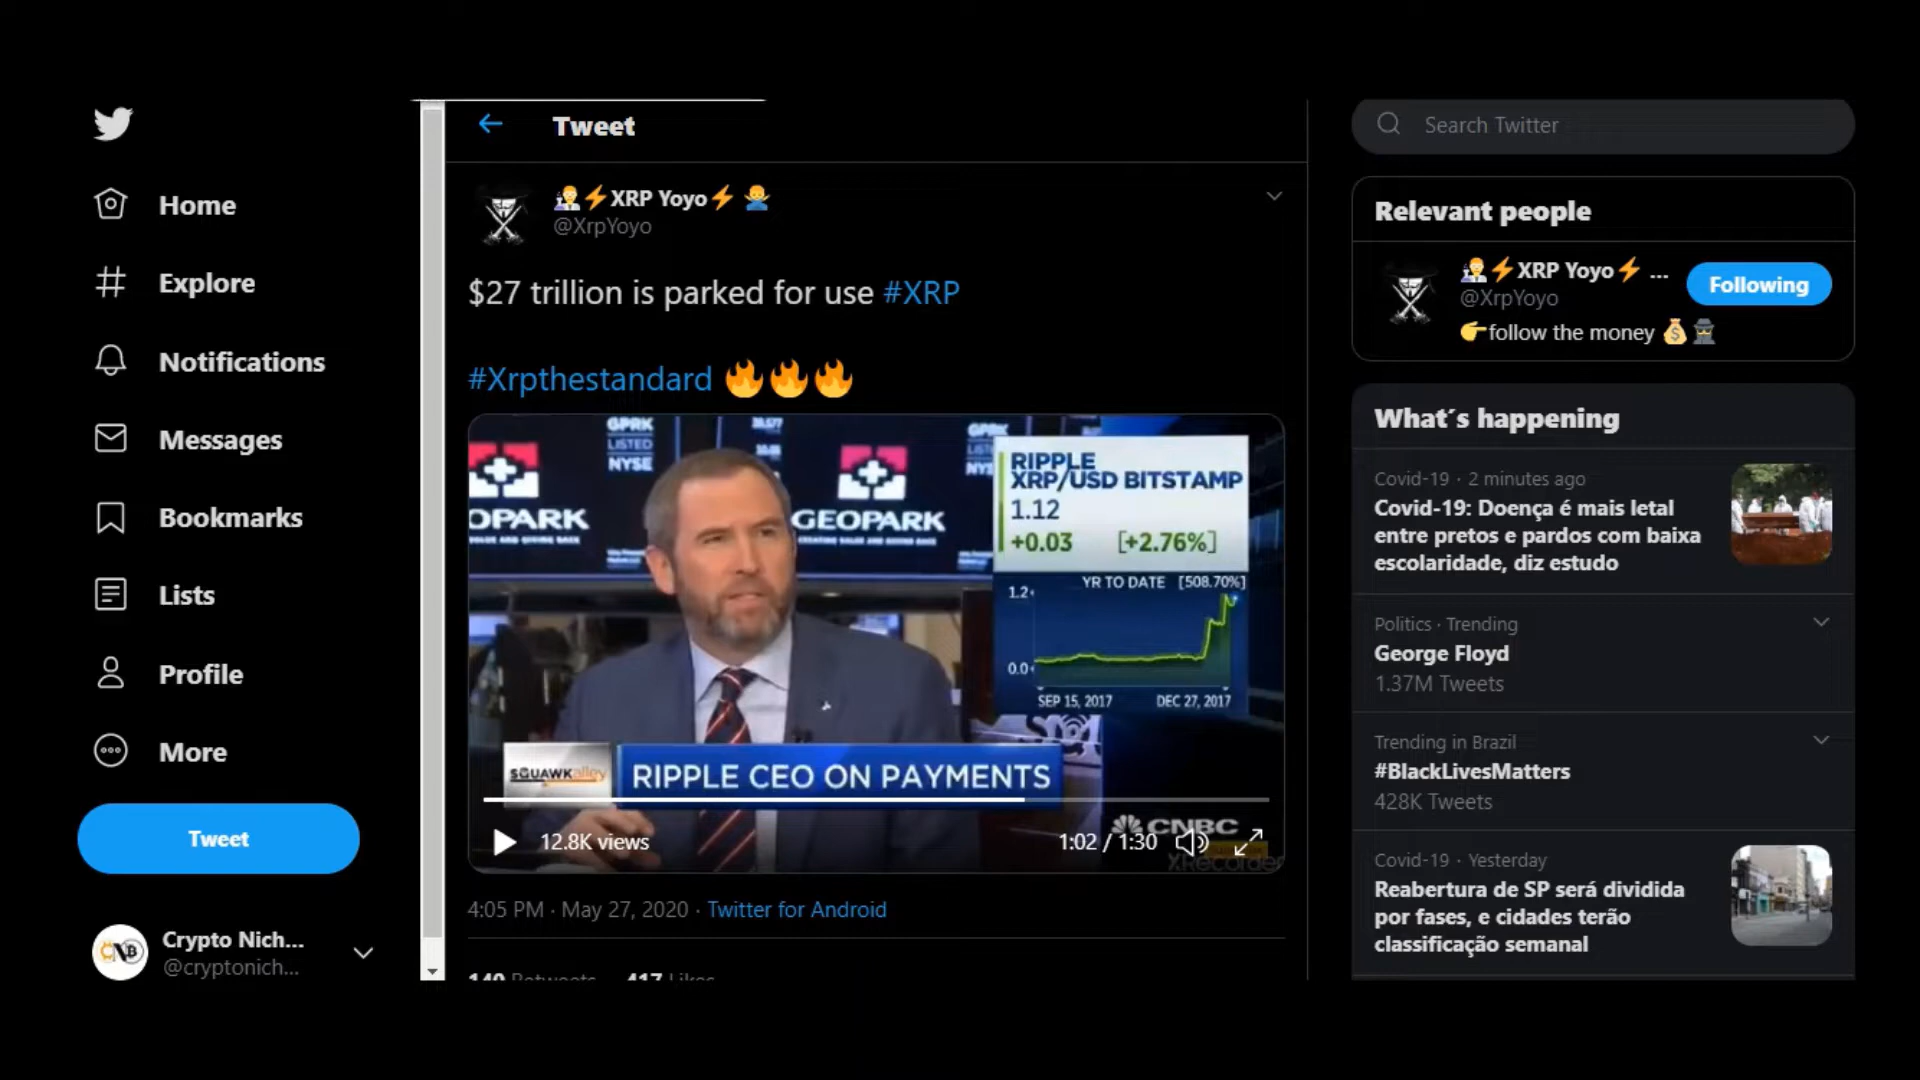 Home
Explore
Notifications
Messages
Bookmarks
Lists
Profile
More
Tweet
Crypto Nich...
@cryptonich...
Tweet
XRP Yoyo
@XrpYoyo
$27 trillion is parked for use #XRP
#Xrpthestandard
GPRK
LISTED
NYSE
OPARK
GEOPARK
RIPPLE
XRP/USD BITSTAMP
1.12
+0.03 [+2.76%]
YR TO DATE [508.70%]
1.2
0.0
SEP 15, 2017 DEC 27, 2017
SQUAWK alley
RIPPLE CEO ON PAYMENTS
CNBC
12.8K views
1:02 / 1:30
XRecorder
4:05 PM · May 27, 2020 · Twitter for Android
140 Retweets 417 Likes
Search Twitter
Relevant people
XRP Yoyo ...
@XrpYoyo
Following
follow the money
What´s happening
Covid-19 · 2 minutes ago
Covid-19: Doença é mais letal
entre pretos e pardos com baixa
escolaridade, diz estudo
Politics · Trending
George Floyd
1.37M Tweets
Trending in Brazil
#BlackLivesMatters
428K Tweets
Covid-19 · Yesterday
Reabertura de SP será dividida
por fases, e cidades terão
classificação semanal